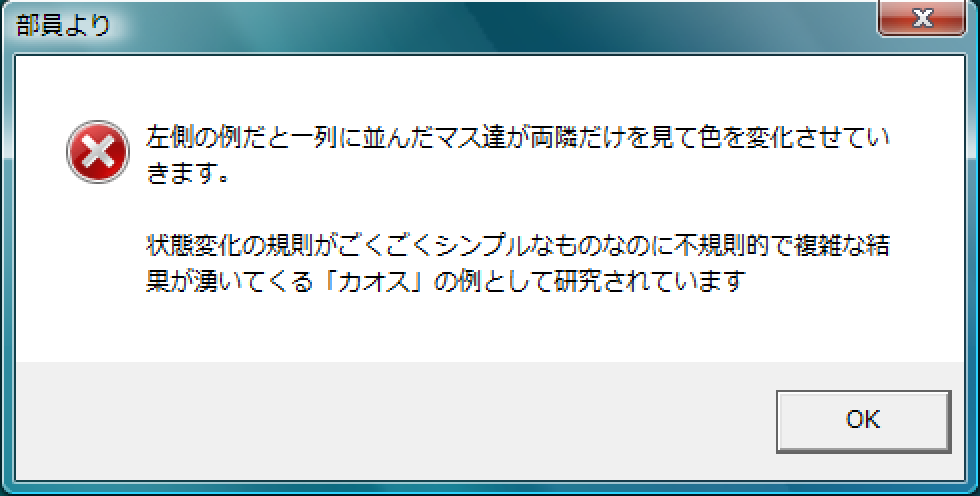 部員より
左側の例だと一列に並んだマス達が両隣だけを見て色を変化させてい
きます。
状態変化の規則がごくごくシンプルなものなのに不規則的で複雑な結
果が湧いてくる「カオス」の例として研究されています
OK